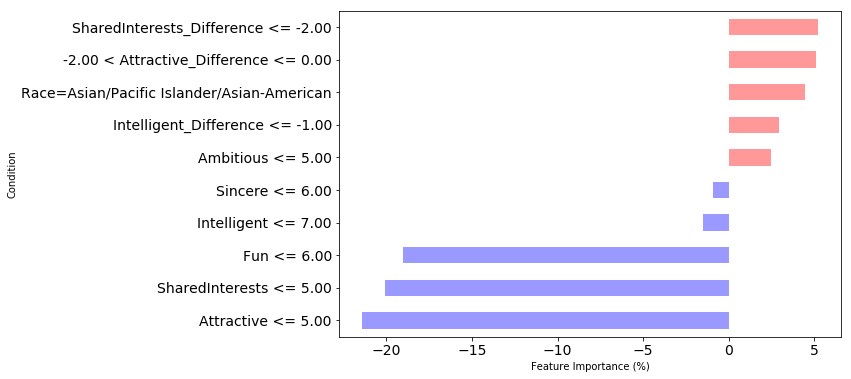 SharedInterests_Difference <= -2.00
-2.00 < Attractive_Difference <= 0.00
Race=Asian/Pacific Islander/Asian-American
Intelligent_Difference <= -1.00
Ambitious <= 5.00
Condition
Sincere <= 6.00
Intelligent <= 7.00
Fun <= 6.00
SharedInterests <= 5.00
Attractive <= 5.00
−20 −15 −10 −5 0 5
Feature Importance (%)